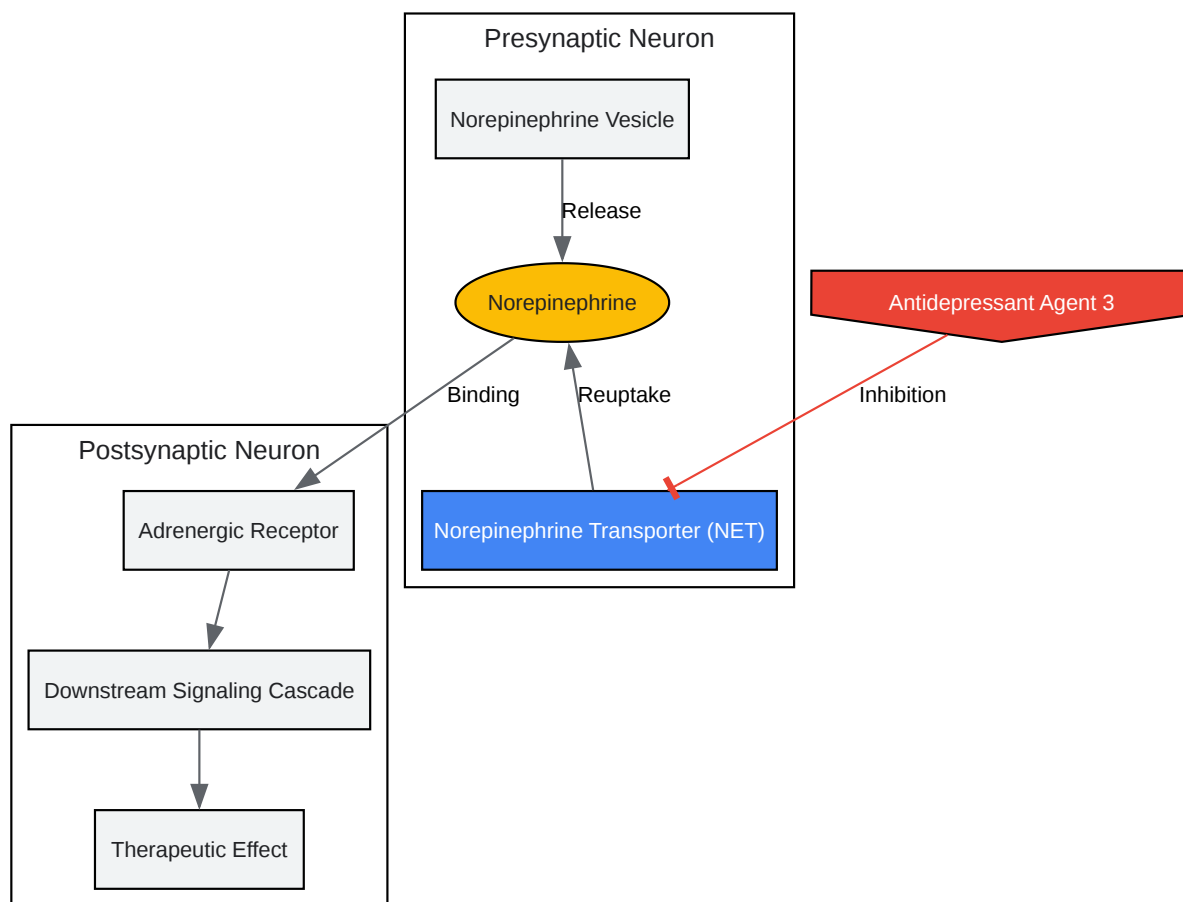 Presynaptic Neuron
Norepinephrine Vesicle
Release
Norepinephrine
Antidepressant Agent 3
Binding
Reuptake
Inhibition
Postsynaptic Neuron
Adrenergic Receptor
Norepinephrine Transporter (NET)
Downstream Signaling Cascade
Therapeutic Effect